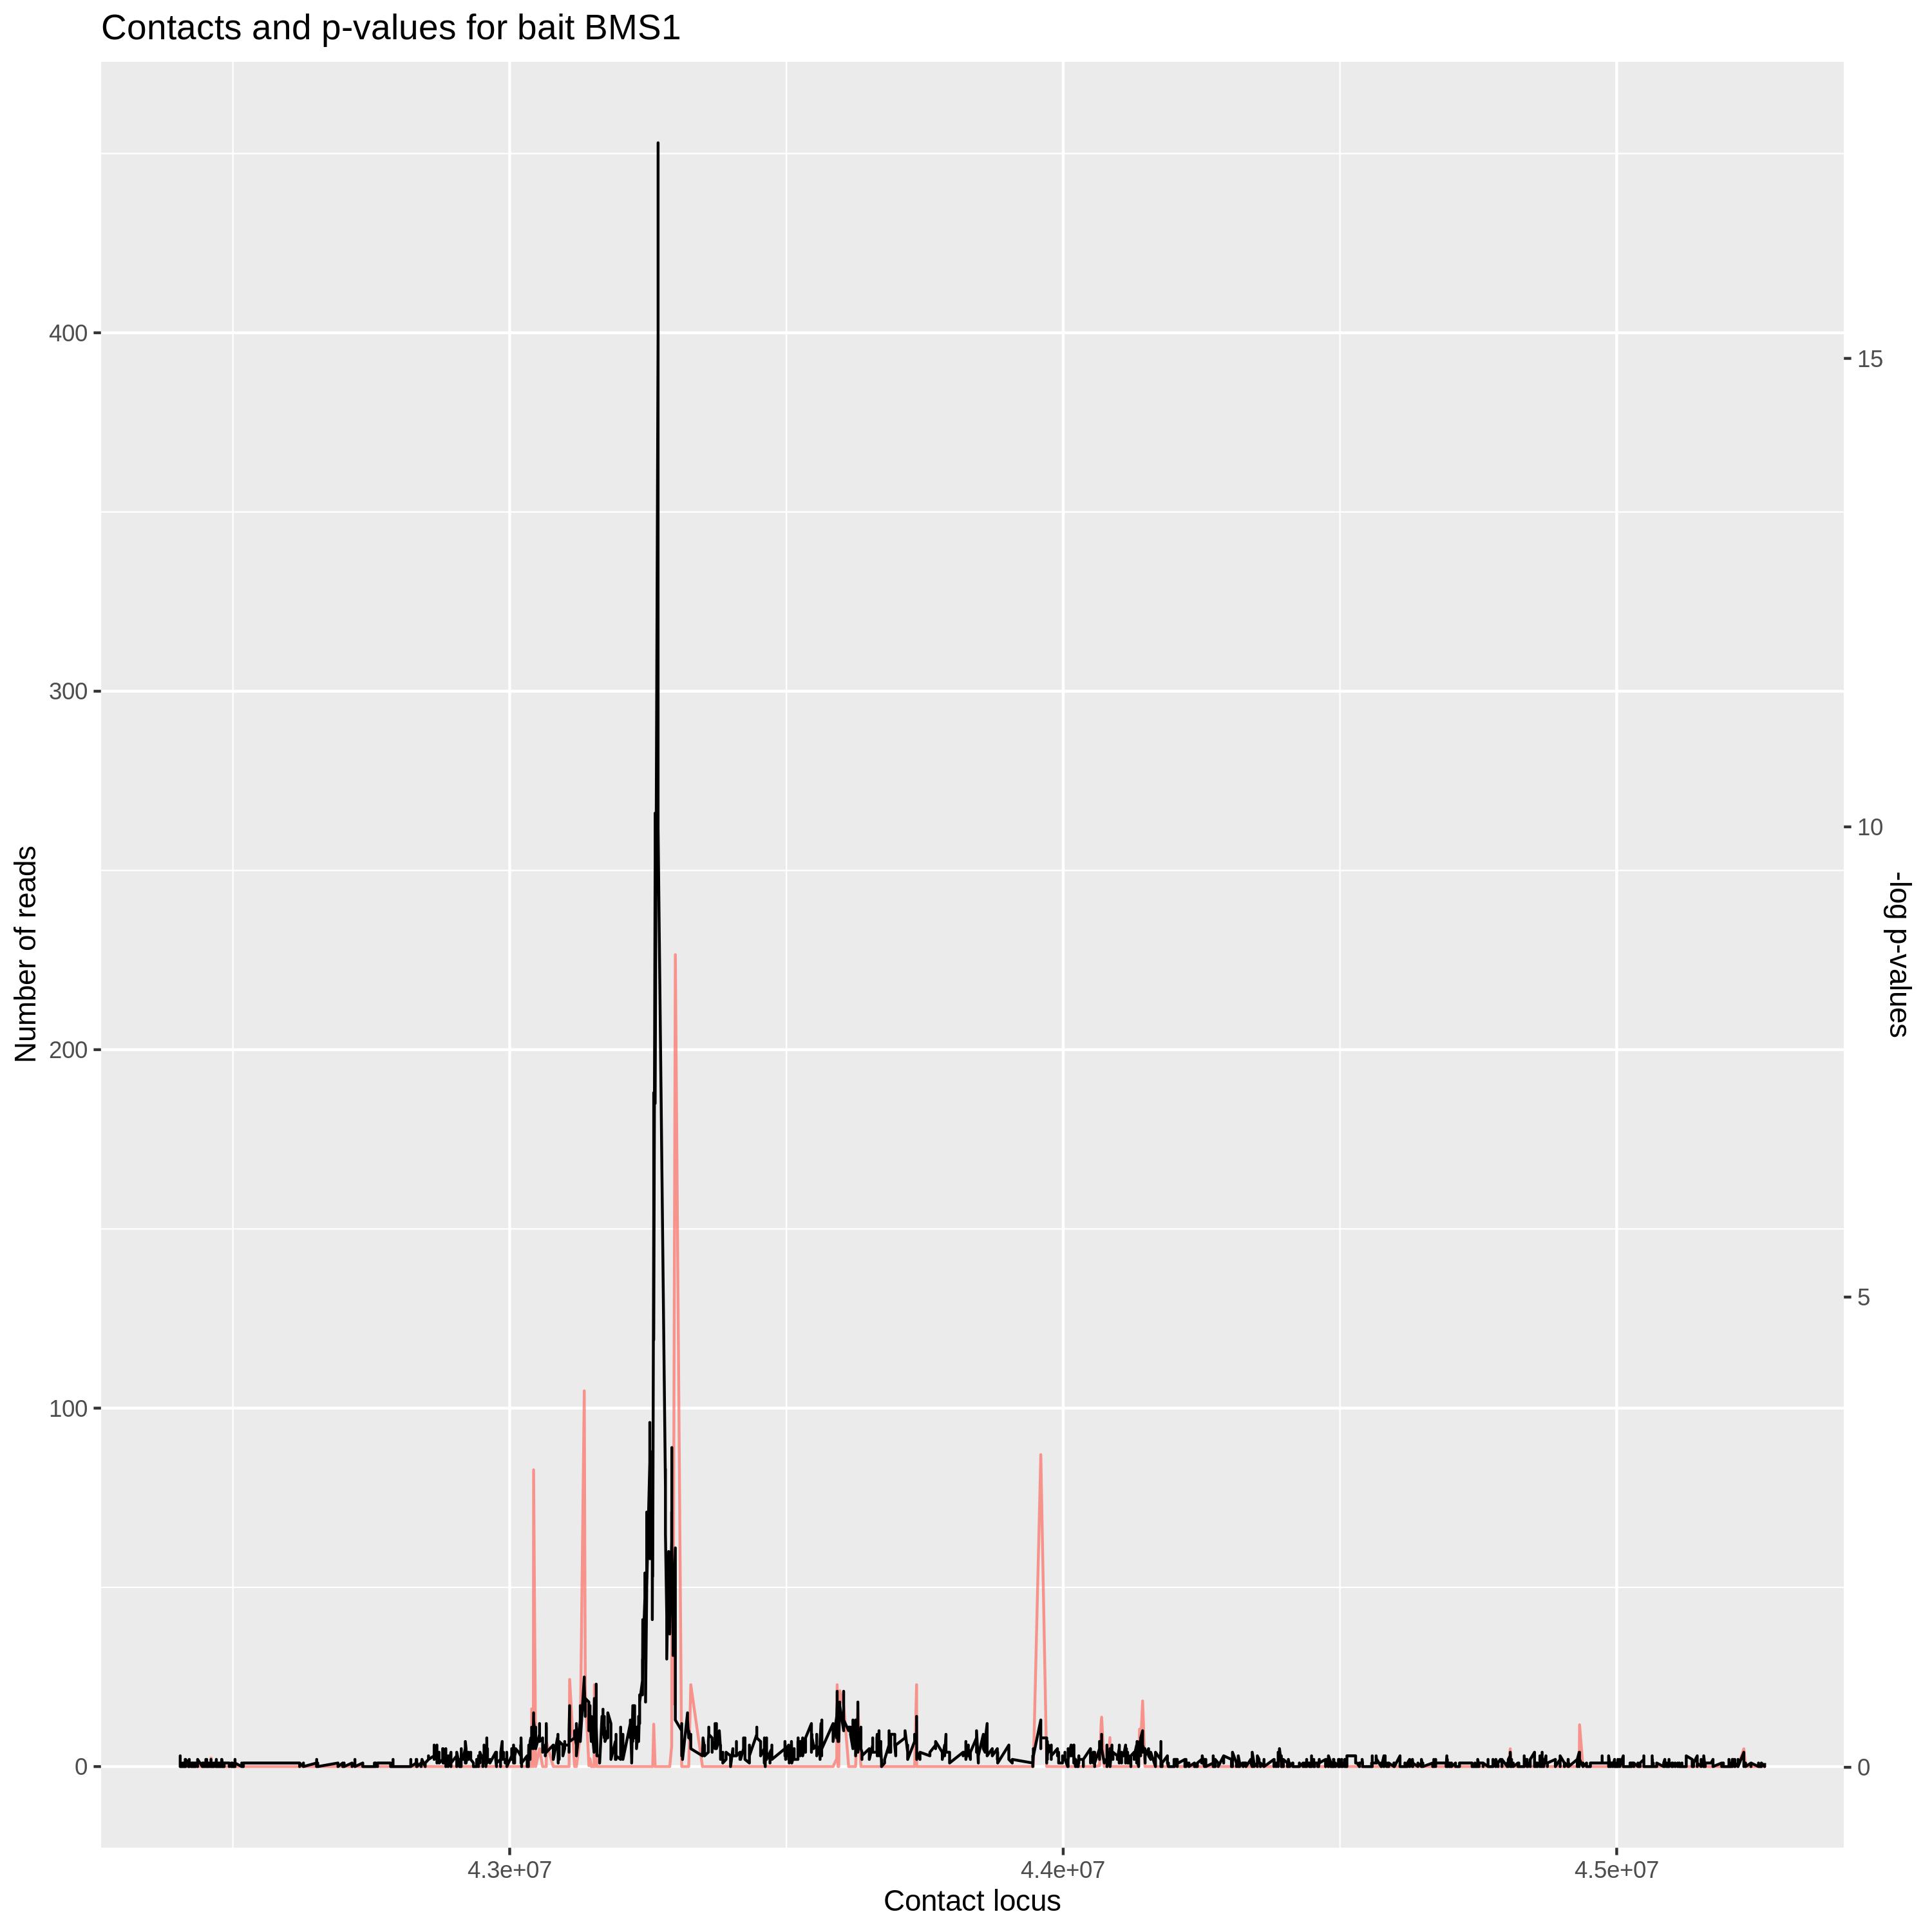 Contacts and p-values for bait BMS1
400
300
200
100
0
Number of reads
15
10
5
0
-log p-values
4.3e+07
4.4e+07
4.5e+07
Contact locus